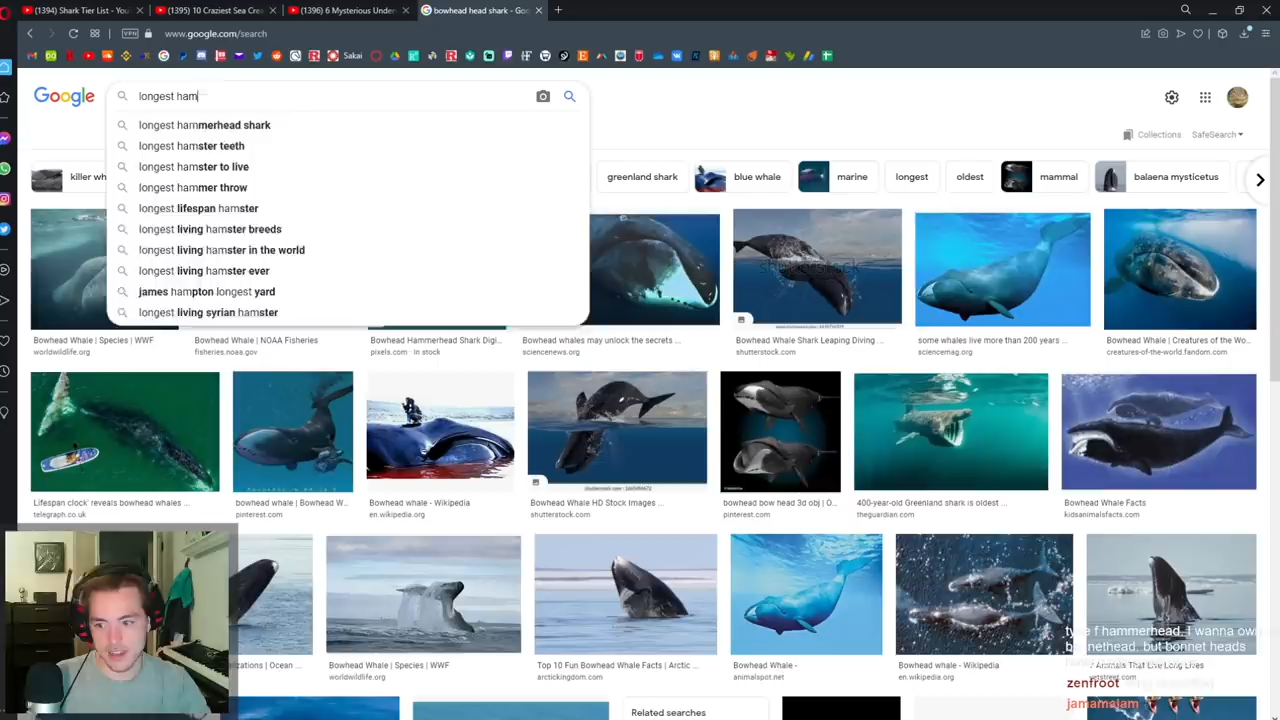 (1394) Shark Tier List - You
(1395) 10 Craziest Sea Cre
(1396) 6 Mysterious Under
bowhead head shark - Goo
VPN
www.google.com/search
Sakai
Google
longest ham
Collections
SafeSearch
longest hammerhead shark
longest hamster teeth
longest hamster to live
longest hammer throw
longest lifespan hamster
longest living hamster breeds
longest living hamster in the world
longest living hamster ever
james hampton longest yard
longest living syrian hamster
killer wh
greenland shark
blue whale
marine
longest
oldest
mammal
balaena mysticetus
shutterstock
Bowhead Whale | Species | WWF
worldwildlife.org
Bowhead Whale | NOAA Fisheries
fisheries.noaa.gov
Bowhead Hammerhead Shark Digi...
pixels.com · In stock
Bowhead whales may unlock the secrets ...
sciencenews.org
Bowhead Whale Shark Leaping Diving ...
shutterstock.com
some whales live more than 200 years ...
sciencemag.org
Bowhead Whale | Creatures of the Wo...
creatures-of-the-world.fandom.com
Lifespan clock' reveals bowhead whales ...
telegraph.co.uk
bowhead whale | Bowhead W...
pinterest.com
Bowhead whale - Wikipedia
en.wikipedia.org
Bowhead Whale HD Stock Images ...
shutterstock.com
bowhead bow head 3d obj | O...
pinterest.com
400-year-old Greenland shark is oldest ...
theguardian.com
Bowhead Whale Facts
kidsanimalsfacts.com
izations | Ocean ...
Bowhead Whale | Species | WWF
worldwildlife.org
Top 10 Fun Bowhead Whale Facts | Arctic ...
arctickingdom.com
Bowhead Whale -
animalspot.net
Bowhead whale - Wikipedia
en.wikipedia.org
Animals That Live Long Lives
hammerhead, I wanna own
but bonnet heads
zenfroot
jamamajam
Related searches